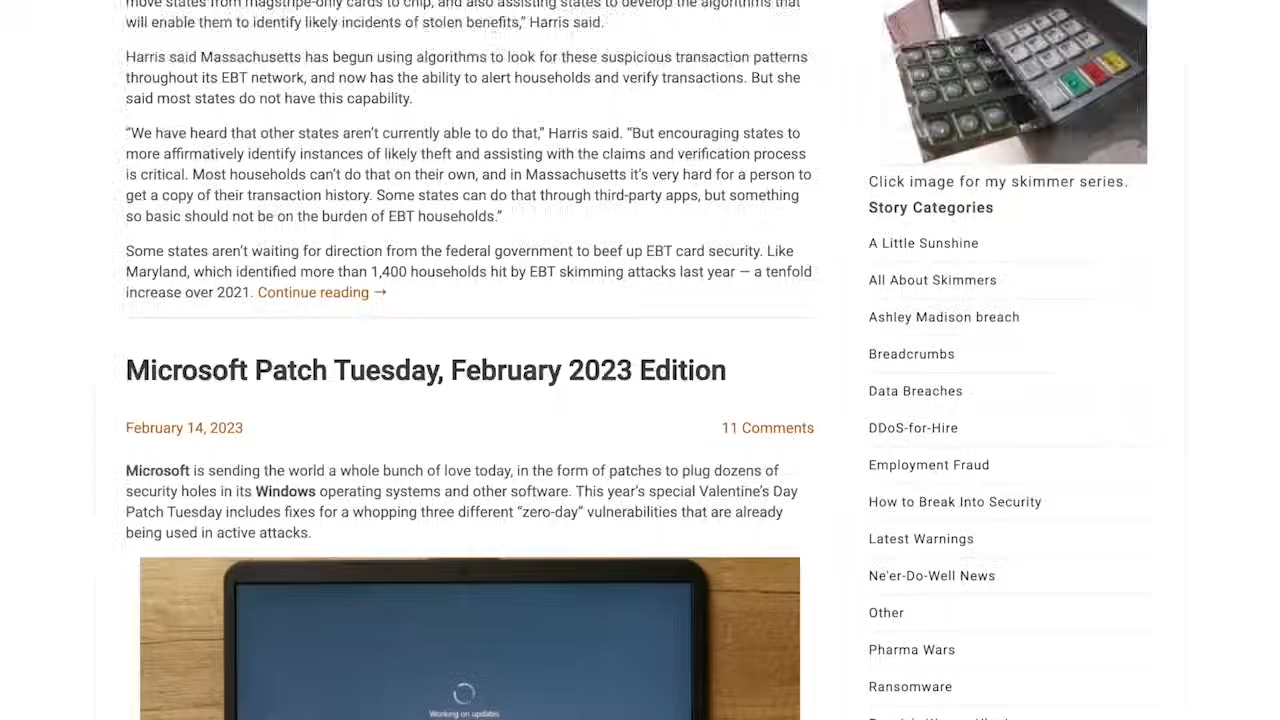 move states from magstripe-only cards to chip, and also assisting states to develop the algorithms that
will enable them to identify likely incidents of stolen benefits,” Harris said.
Harris said Massachusetts has begun using algorithms to look for these suspicious transaction patterns
throughout its EBT network, and now has the ability to alert households and verify transactions. But she
said most states do not have this capability.
“We have heard that other states aren’t currently able to do that,” Harris said. “But encouraging states to
more affirmatively identify instances of likely theft and assisting with the claims and verification process
is critical. Most households can’t do that on their own, and in Massachusetts it’s very hard for a person to
get a copy of their transaction history. Some states can do that through third-party apps, but something
so basic should not be on the burden of EBT households.”
Some states aren’t waiting for direction from the federal government to beef up EBT card security. Like
Maryland, which identified more than 1,400 households hit by EBT skimming attacks last year — a tenfold
increase over 2021. Continue reading →
Microsoft Patch Tuesday, February 2023 Edition
February 14, 2023
11 Comments
Microsoft is sending the world a whole bunch of love today, in the form of patches to plug dozens of
security holes in its Windows operating systems and other software. This year’s special Valentine’s Day
Patch Tuesday includes fixes for a whopping three different “zero-day” vulnerabilities that are already
being used in active attacks.
Working on updates
Click image for my skimmer series.
Story Categories
A Little Sunshine
All About Skimmers
Ashley Madison breach
Breadcrumbs
Data Breaches
DDoS-for-Hire
Employment Fraud
How to Break Into Security
Latest Warnings
Ne'er-Do-Well News
Other
Pharma Wars
Ransomware